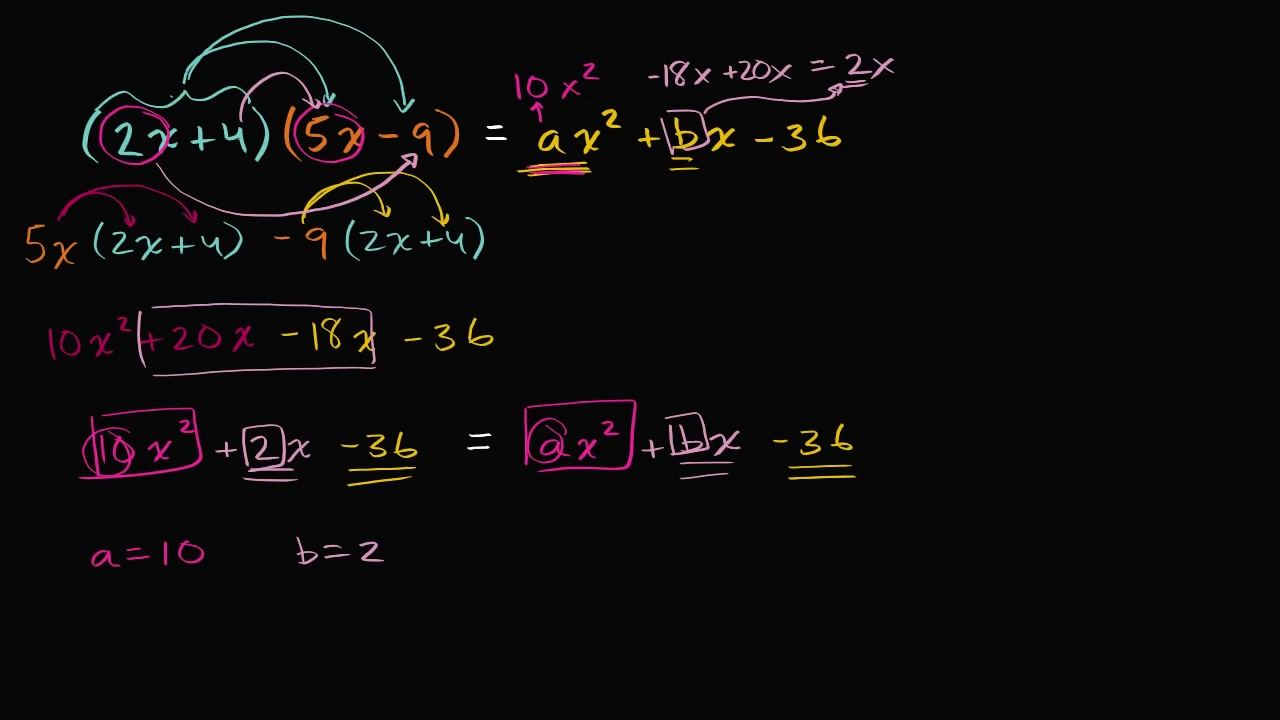 10x² -18x +20x = 2x
(2x+4)(5x-9) = ax² + bx - 36
5x(2x+4) -9(2x+4)
10x² +20x -18x -36
10x² +2x -36 = ax² +bx -36
a=10 b=2